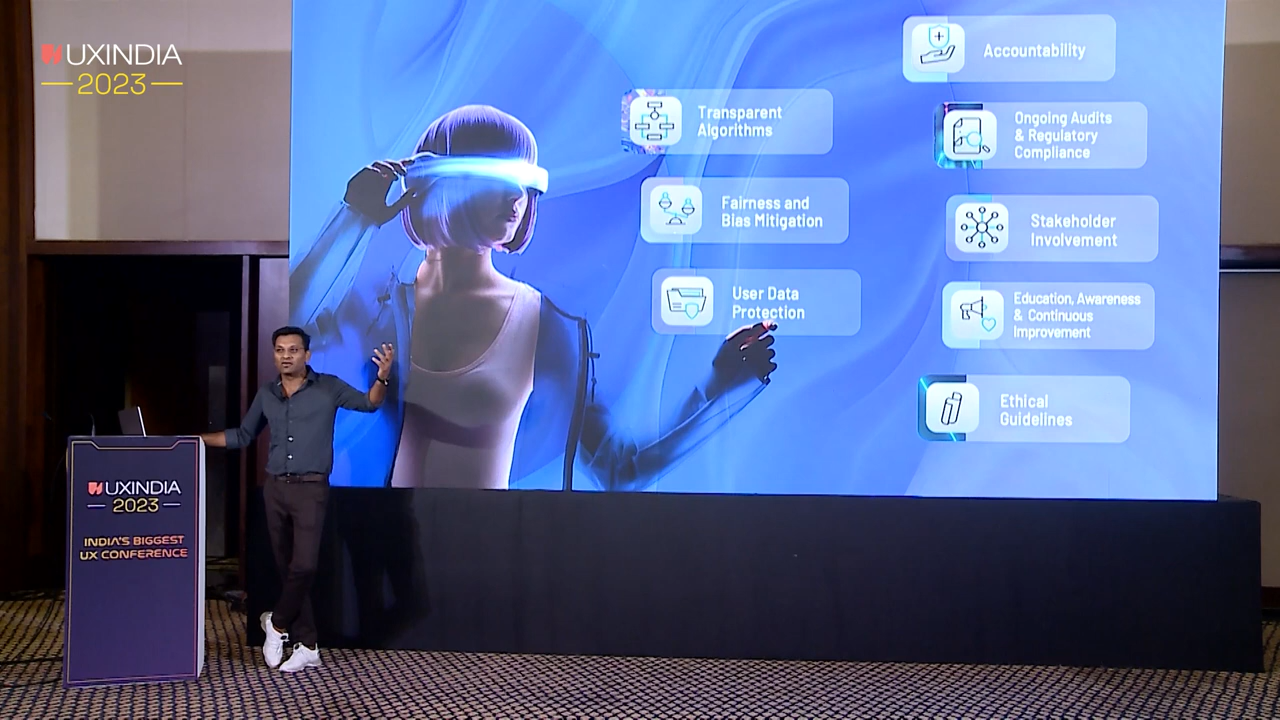 UXINDIA
2023
Transparent
Algorithms
Fairness and
Bias Mitigation
User Data
Protection
Accountability
Ongoing Audits
& Regulatory
Compliance
Stakeholder
Involvement
Education, Awareness
& Continuous
Improvement
Ethical
Guidelines
UXINDIA
2023
INDIA'S BIGGEST
UX CONFERENCE